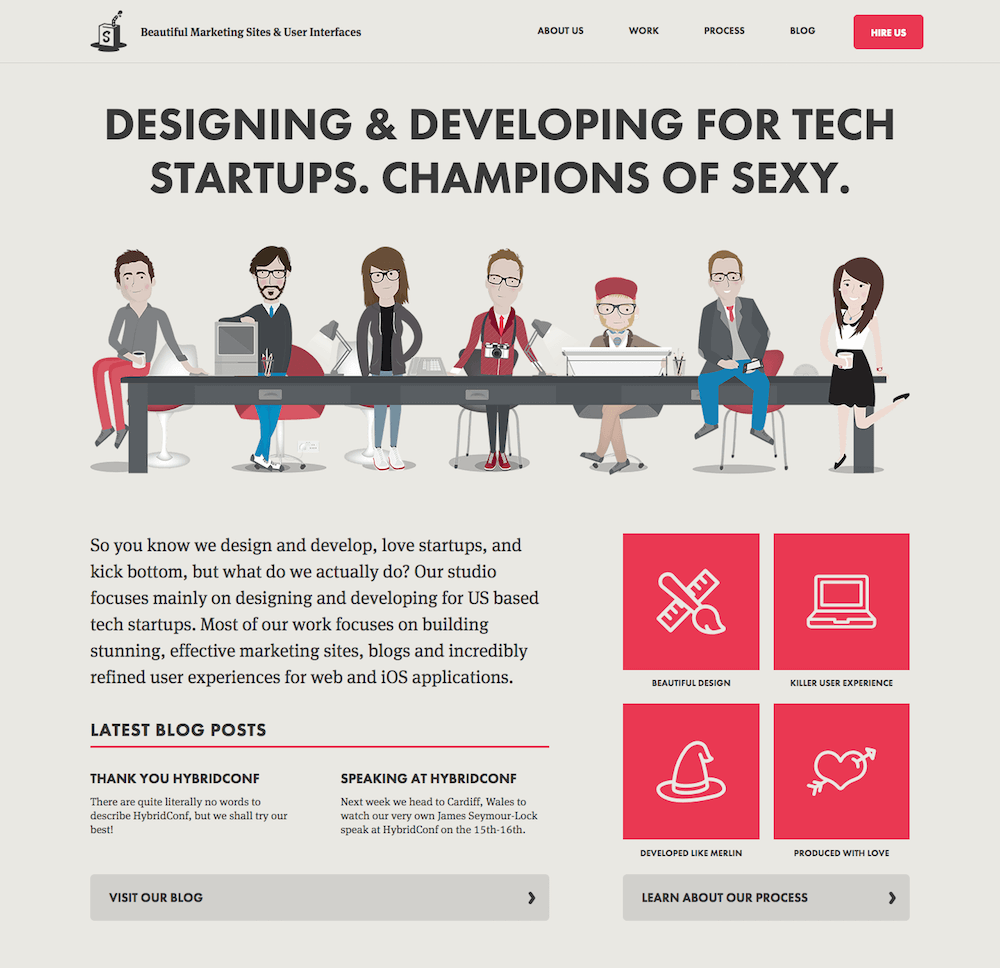 S
Beautiful Marketing Sites & User Interfaces
ABOUT US
WORK
PROCESS
BLOG
HIRE US
DESIGNING & DEVELOPING FOR TECH
STARTUPS. CHAMPIONS OF SEXY.
So you know we design and develop, love startups, and
kick bottom, but what do we actually do? Our studio
focuses mainly on designing and developing for US based
tech startups. Most of our work focuses on building
stunning, effective marketing sites, blogs and incredibly
refined user experiences for web and iOS applications.
LATEST BLOG POSTS
THANK YOU HYBRIDCONF
There are quite literally no words to
describe HybridConf, but we shall try our
best!
SPEAKING AT HYBRIDCONF
Next week we head to Cardiff, Wales to
watch our very own James Seymour-Lock
speak at HybridConf on the 15th-16th.
VISIT OUR BLOG
BEAUTIFUL DESIGN
KILLER USER EXPERIENCE
DEVELOPED LIKE MERLIN
PRODUCED WITH LOVE
LEARN ABOUT OUR PROCESS